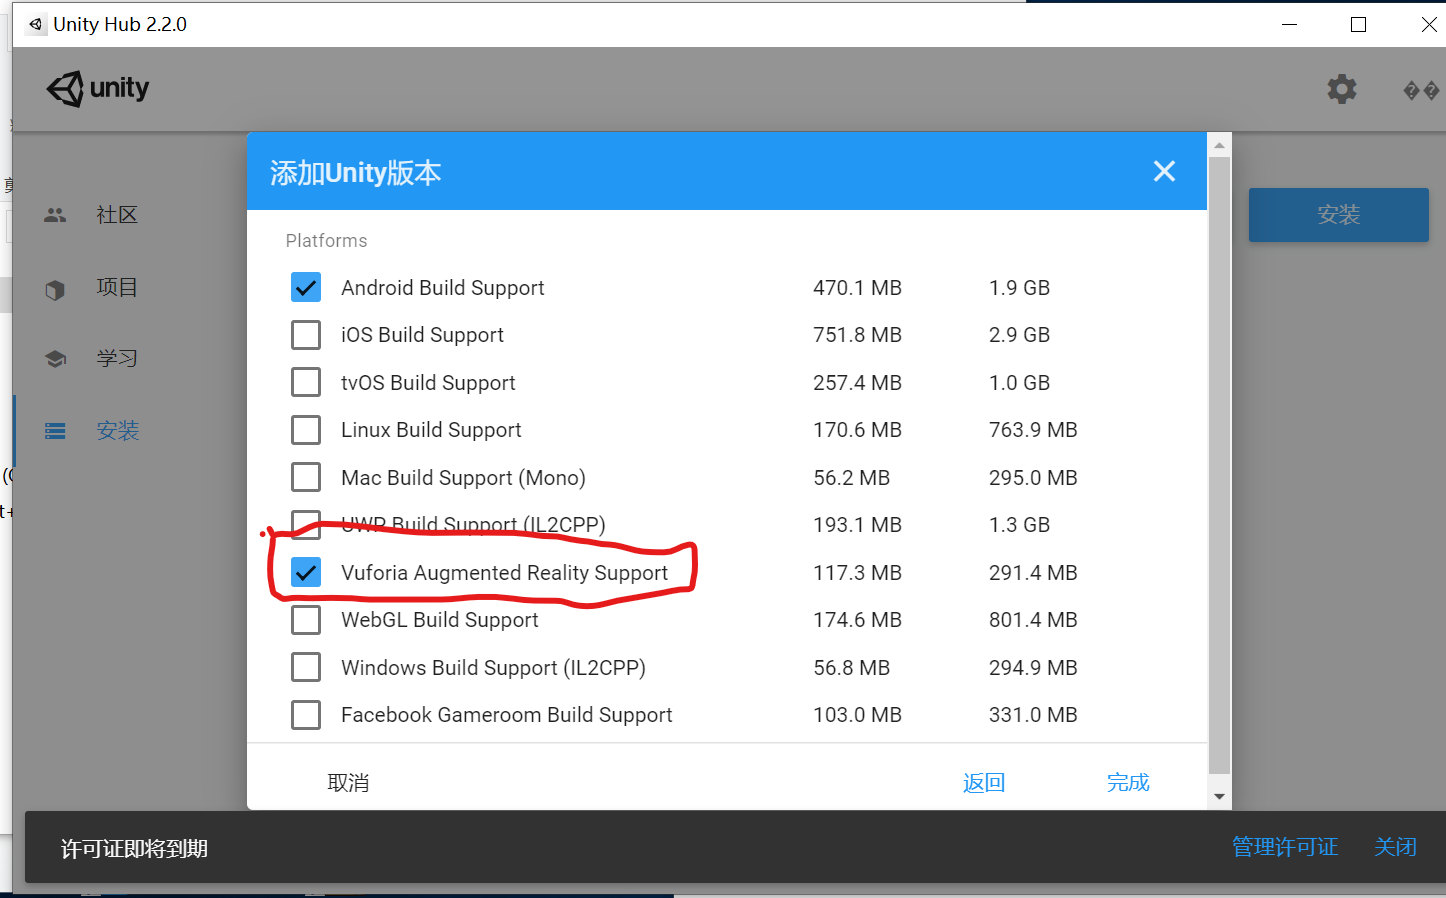 Unity Hub 2.2.0
unity
添加Unity版本
社区
项目
学习
安装
安装
Platforms
Android Build Support 470.1 MB 1.9 GB
iOS Build Support 751.8 MB 2.9 GB
tvOS Build Support 257.4 MB 1.0 GB
Linux Build Support 170.6 MB 763.9 MB
Mac Build Support (Mono) 56.2 MB 295.0 MB
UWP Build Support (IL2CPP) 193.1 MB 1.3 GB
Vuforia Augmented Reality Support 117.3 MB 291.4 MB
WebGL Build Support 174.6 MB 801.4 MB
Windows Build Support (IL2CPP) 56.8 MB 294.9 MB
Facebook Gameroom Build Support 103.0 MB 331.0 MB
取消 返回 完成
许可证即将到期 管理许可证 关闭